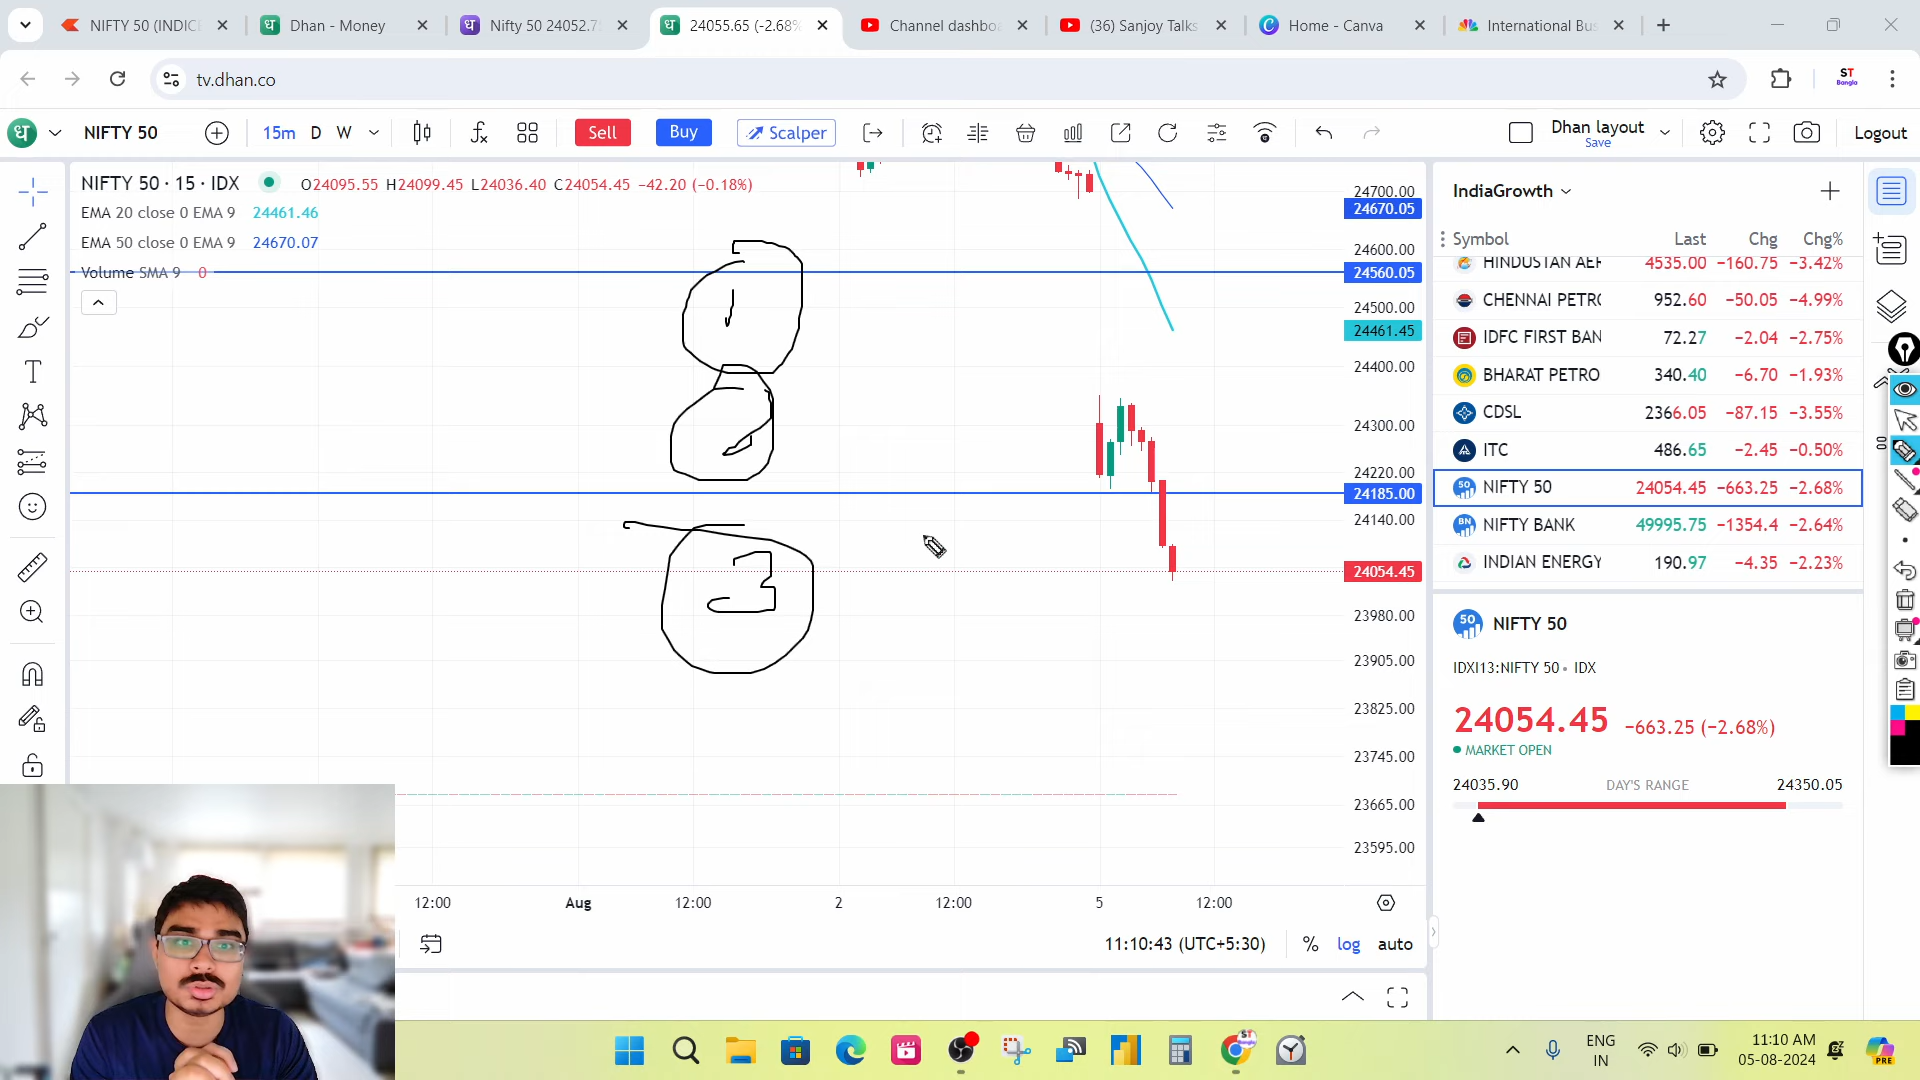 NIFTY 50 (INDICE
Dhan - Money
Nifty 50 24052.7
24055.65 (-2.68%
Channel dashboa
(36) Sanjoy Talks
Home - Canva
International Bus
tv.dhan.co
ST
Bangla
NIFTY 50
15m D W
Sell
Buy
Scalper
Dhan layout
Save
Logout
NIFTY 50 · 15 · IDX
O24095.55 H24099.45 L24036.40 C24054.45 −42.20 (−0.18%)
EMA 20 close 0 EMA 9 24461.46
EMA 50 close 0 EMA 9 24670.07
Volume SMA 9 0
1
2
3
24700.00
24670.05
24600.00
24560.05
24500.00
24461.45
24400.00
24300.00
24220.00
24185.00
24140.00
24054.45
23980.00
23905.00
23825.00
23745.00
23665.00
23595.00
12:00 Aug 12:00 2 12:00 5 12:00
11:10:43 (UTC+5:30) % log auto
IndiaGrowth
Symbol Last Chg Chg%
HINDUSTAN AEF 4535.00 −160.75 −3.42%
CHENNAI PETRO 952.60 −50.05 −4.99%
IDFC FIRST BAN 72.27 −2.04 −2.75%
BHARAT PETRO 340.40 −6.70 −1.93%
CDSL 2366.05 −87.15 −3.55%
ITC 486.65 −2.45 −0.50%
50 NIFTY 50 24054.45 −663.25 −2.68%
BN NIFTY BANK 49995.75 −1354.4 −2.64%
INDIAN ENERGY 190.97 −4.35 −2.23%
50 NIFTY 50
IDXI13:NIFTY 50 • IDX
24054.45 −663.25 (−2.68%)
MARKET OPEN
24035.90 DAY'S RANGE 24350.05
ENG
IN
11:10 AM
05-08-2024
PRE